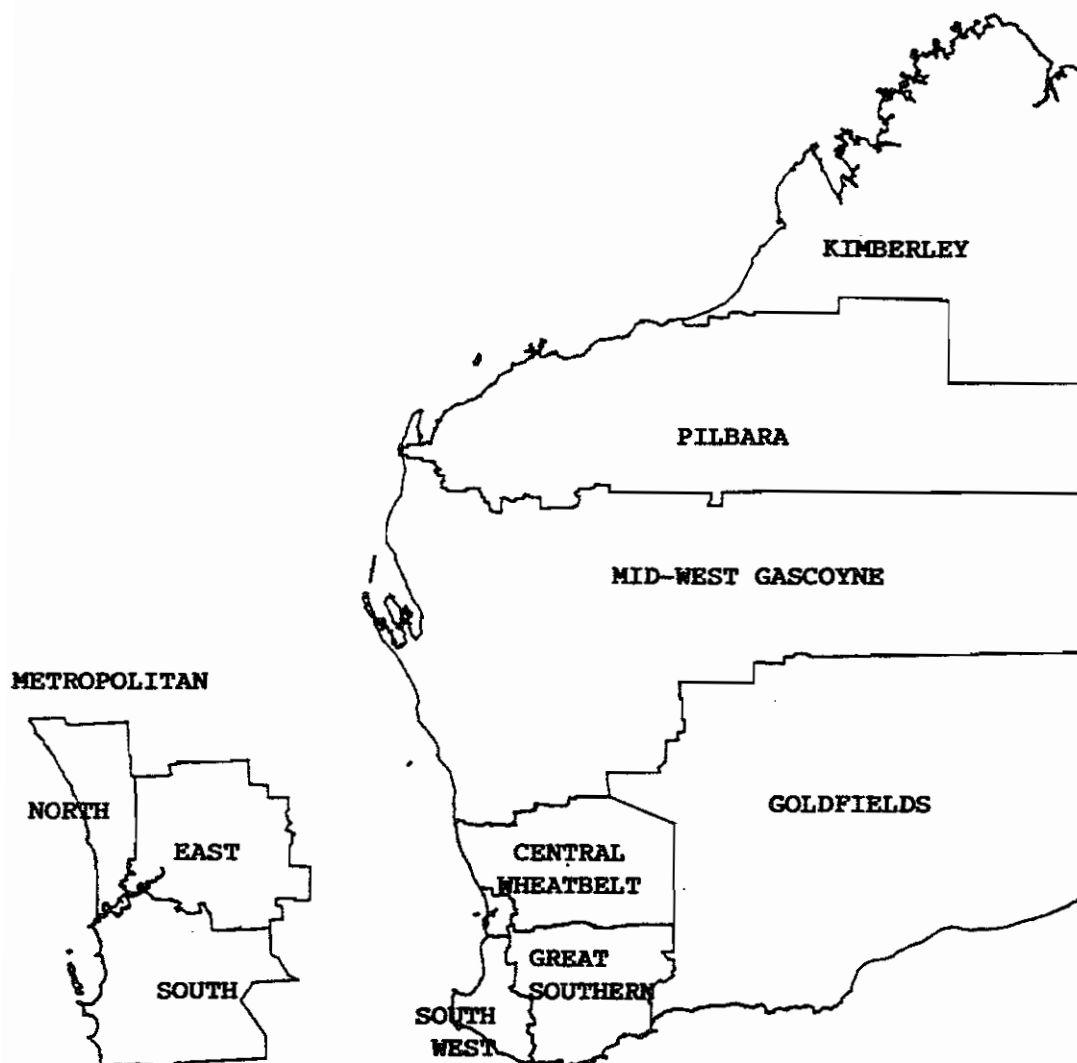 KIMBERLEY
PILBARA
MID-WEST GASCOYNE
METROPOLITAN
NORTH
GOLDFIELDS
EAST
CENTRAL
WHEATBELT
GREAT
SOUTHERN
SOUTH
SOUTH
WEST